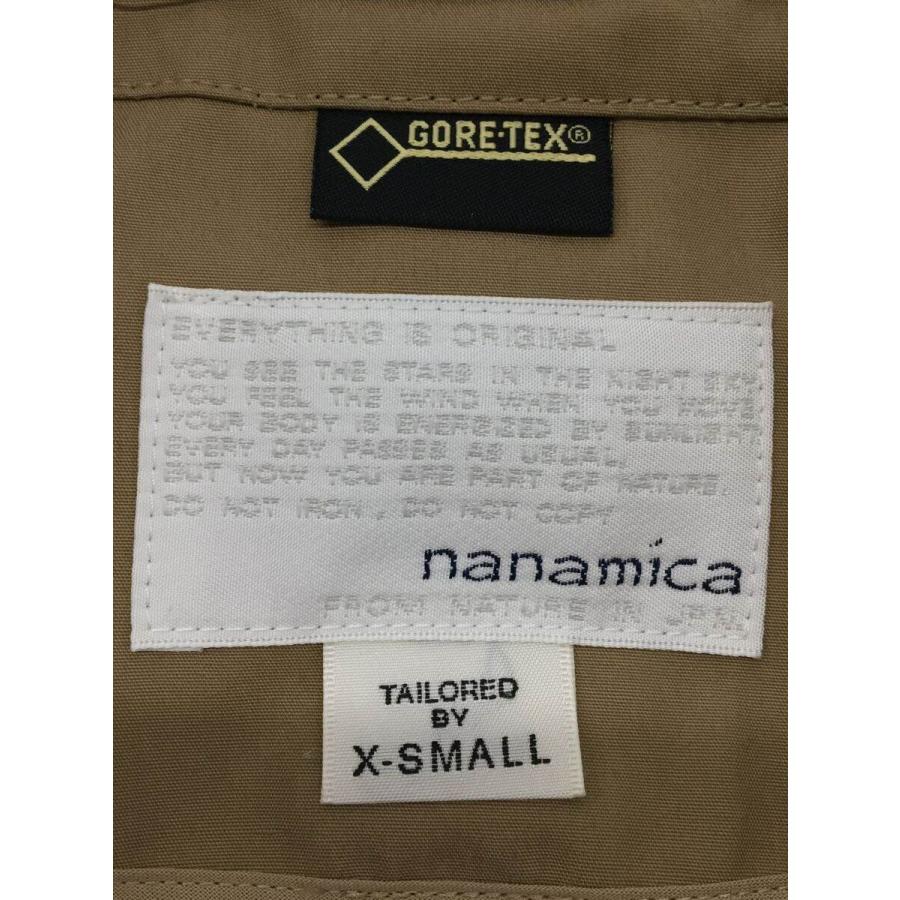 GORE-TEX®
EVERYTHING IS ORIGINAL
YOU SEE THE STARS IN THE NIGHT SKY.
YOU FEEL THE WIND WHEN YOU MOVE.
YOUR BODY IS ENERGIZED BY SUNLIGHT.
EVERY DAY PASSES AS USUAL,
BUT NOW YOU ARE PART OF NATURE.
DO NOT IRON, DO NOT COPY
nanamica
FROM NATURE IN JPN.
TAILORED
BY
X-SMALL